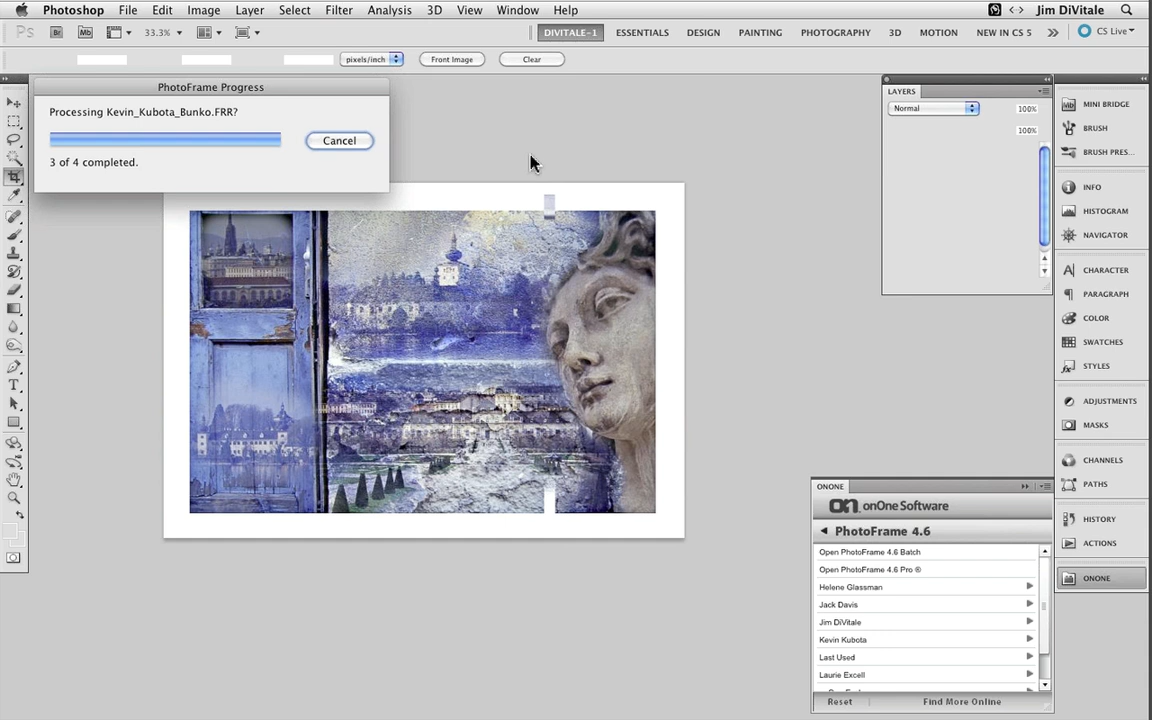 Photoshop File Edit Image Layer Select Filter Analysis 3D View Window Help Jim DiVitale
Ps Br Mb 33.3% DIVITALE-1 ESSENTIALS DESIGN PAINTING PHOTOGRAPHY 3D MOTION NEW IN CS 5 CS Live
pixels/inch Front Image Clear
PhotoFrame Progress
Processing Kevin_Kubota_Bunko.FRR?
Cancel
3 of 4 completed.
LAYERS
Normal 100%
100%
MINI BRIDGE
BRUSH
BRUSH PRES...
INFO
HISTOGRAM
NAVIGATOR
CHARACTER
PARAGRAPH
COLOR
SWATCHES
STYLES
ADJUSTMENTS
MASKS
CHANNELS
PATHS
HISTORY
ACTIONS
ONONE
ONONE
on onOne Software
PhotoFrame 4.6
Open PhotoFrame 4.6 Batch
Open PhotoFrame 4.6 Pro ®
Helene Glassman
Jack Davis
Jim DiVitale
Kevin Kubota
Last Used
Laurie Excell
Reset Find More Online